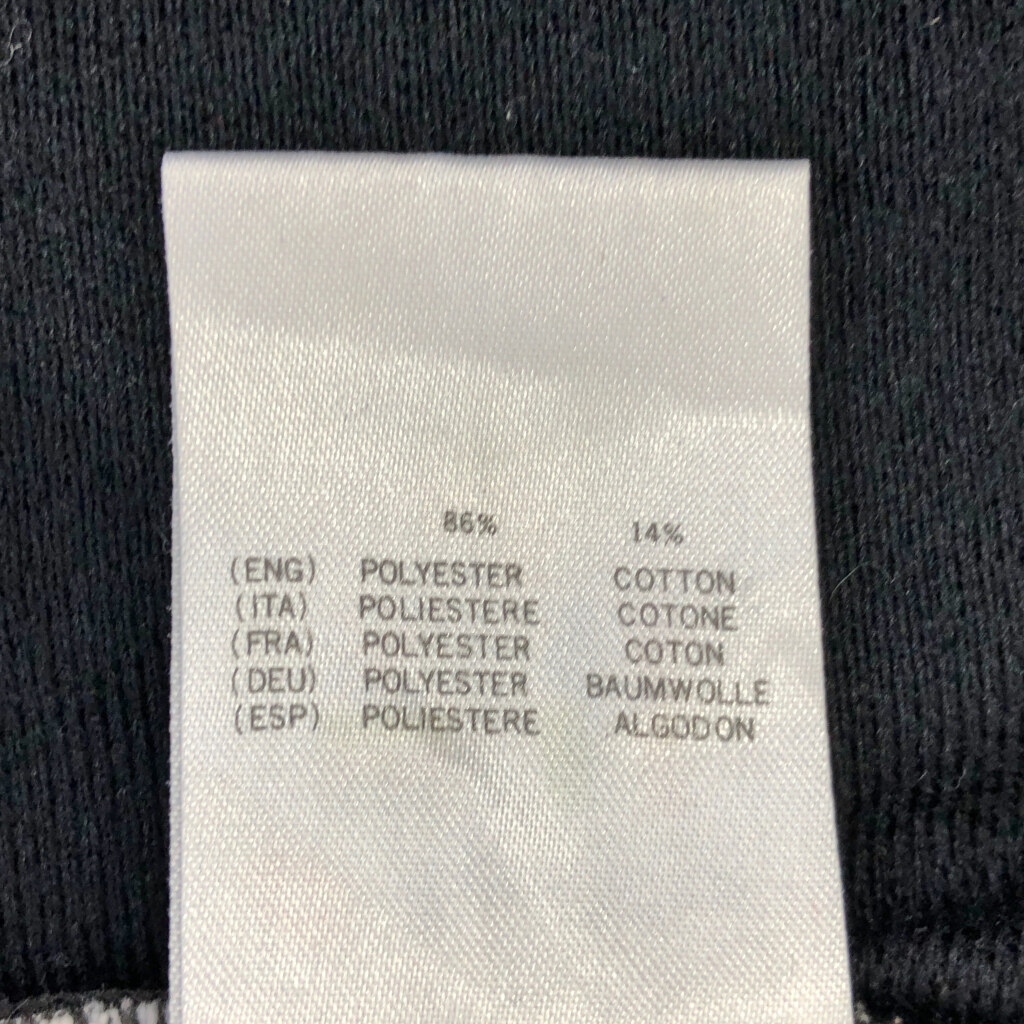 86% 14%
(ENG) POLYESTER COTTON
(ITA) POLIESTERE COTONE
(FRA) POLYESTER COTON
(DEU) POLYESTER BAUMWOLLE
(ESP) POLIESTERE ALGODON